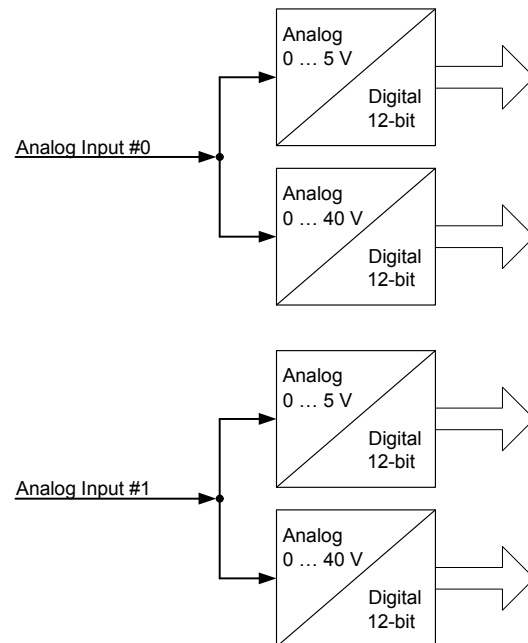 Analog
0 … 5 V
Digital
12-bit
Analog Input #0
Analog
0 … 40 V
Digital
12-bit
Analog
0 … 5 V
Digital
12-bit
Analog Input #1
Analog
0 … 40 V
Digital
12-bit